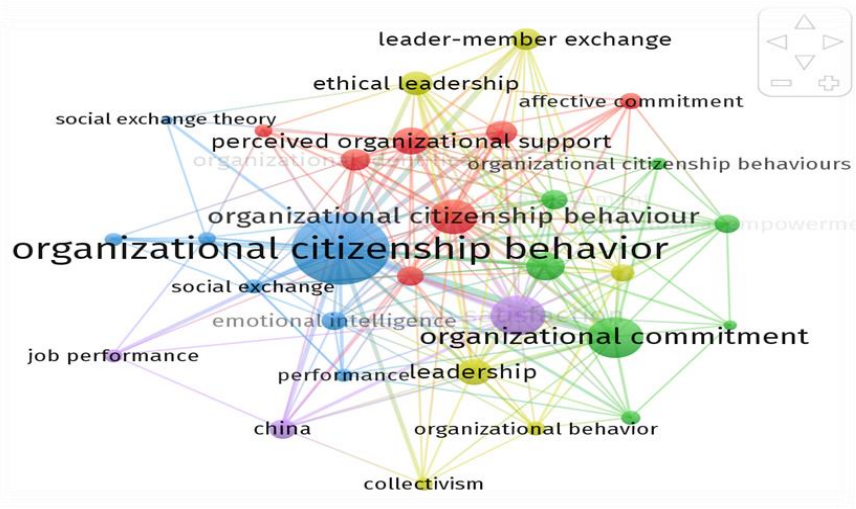 leader-member exchange
ethical leadership
affective commitment
social exchange theory
perceived organizational support
organizational citizenship behaviours
organizational citizenship behaviour
organizational citizenship behavior
social exchange
emotional intelligence
organizational commitment
job performance
performance
leadership
china
organizational behavior
collectivism